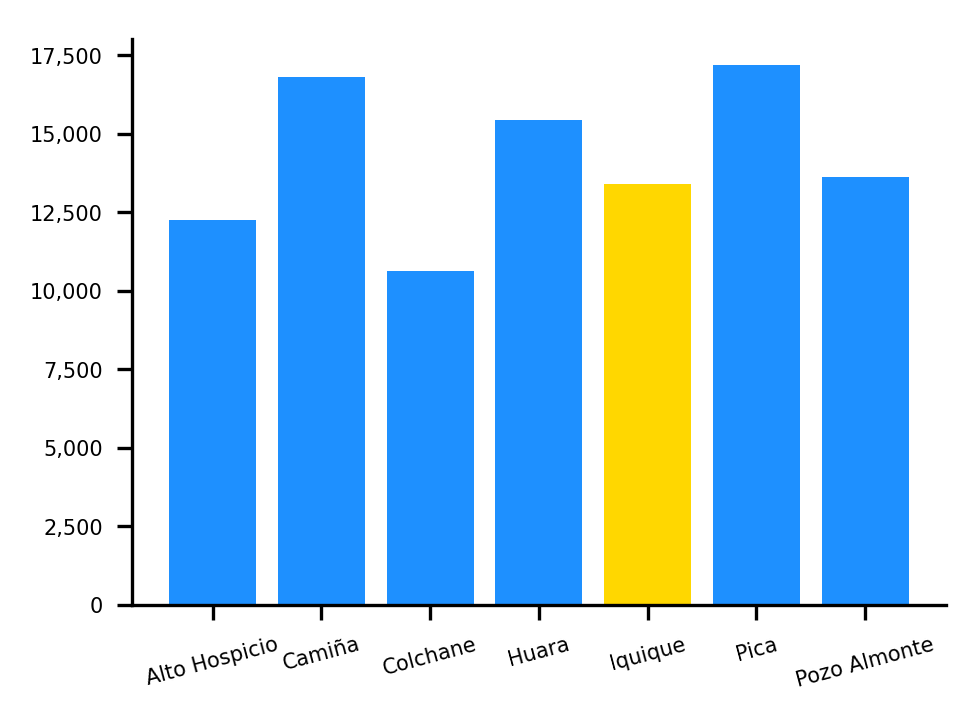 17,500
15,000
12,500
10,000
7,500
5,000
2,500
0
Alto Hospicio
Camiña
Colchane
Huara
Iquique
Pica
Pozo Almonte